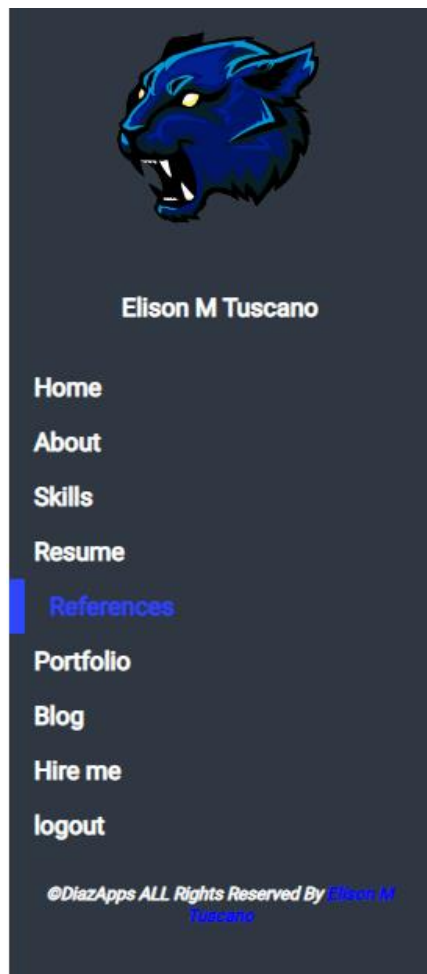 Elison M Tuscano
Home
About
Skills
Resume
References
Portfolio
Blog
Hire me
logout
©DiazApps ALL Rights Reserved By Elison M
Tuscano